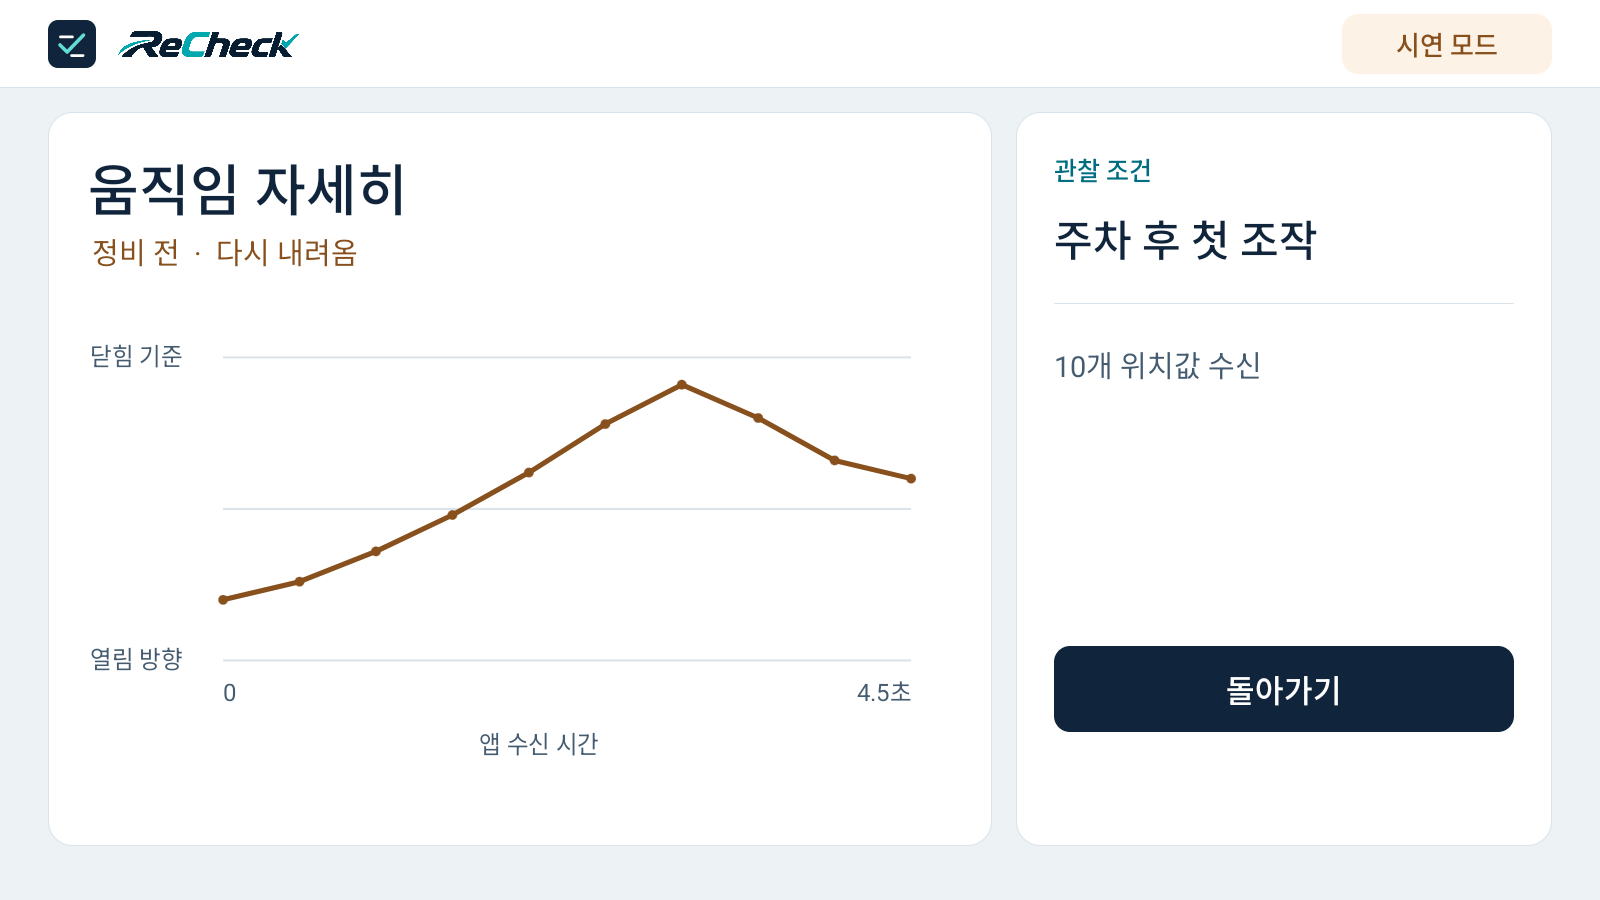 ReCheck
시연 모드
움직임 자세히
정비 전 · 다시 내려옴
닫힘 기준
열림 방향
0
4.5초
앱 수신 시간
관찰 조건
주차 후 첫 조작
10개 위치값 수신
돌아가기